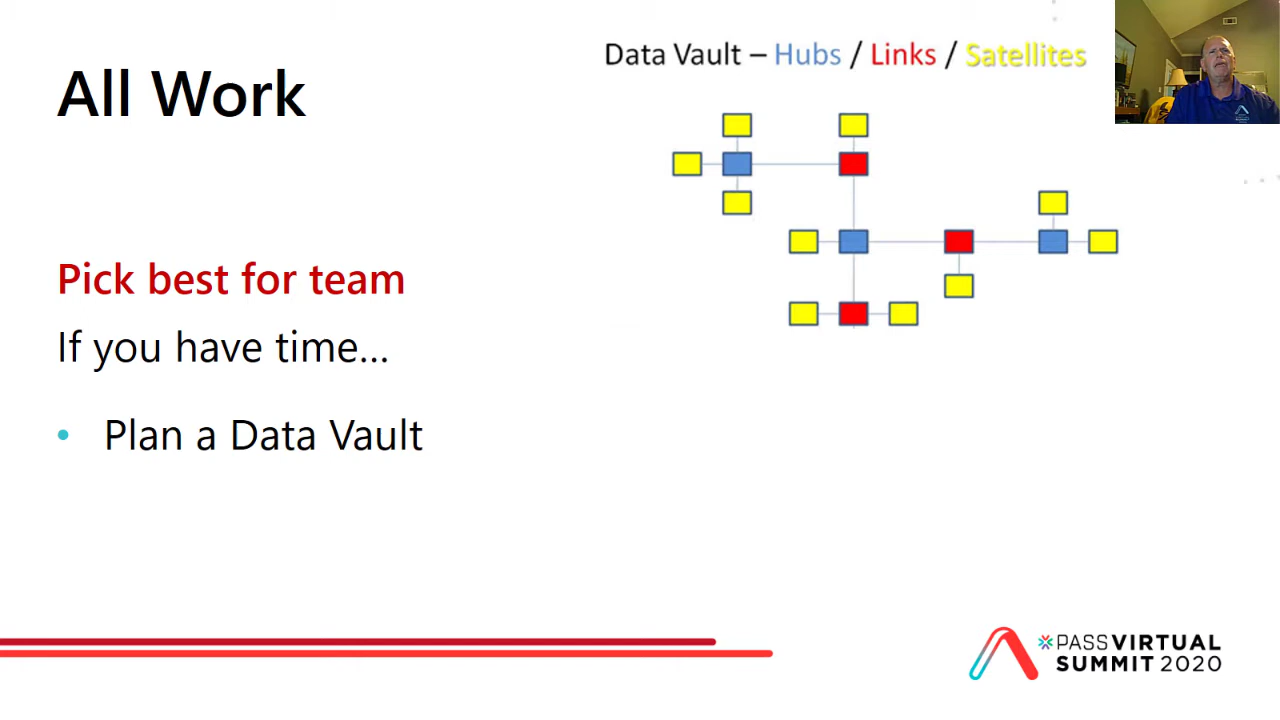 All Work
Data Vault – Hubs / Links / Satellites
Pick best for team
If you have time...
• Plan a Data Vault
PASS VIRTUAL
SUMMIT 2020